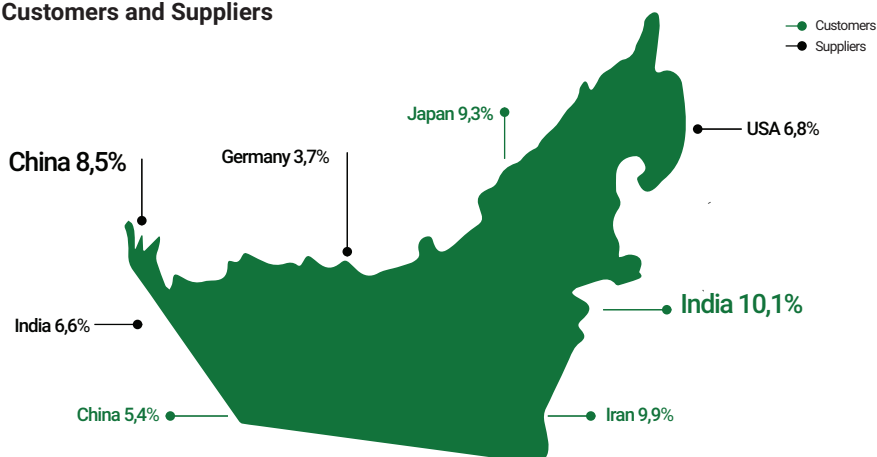 Customers and Suppliers
Customers
Suppliers
Japan 9,3%
USA 6,8%
China 8,5%
Germany 3,7%
India 10,1%
India 6,6%
China 5,4%
Iran 9,9%